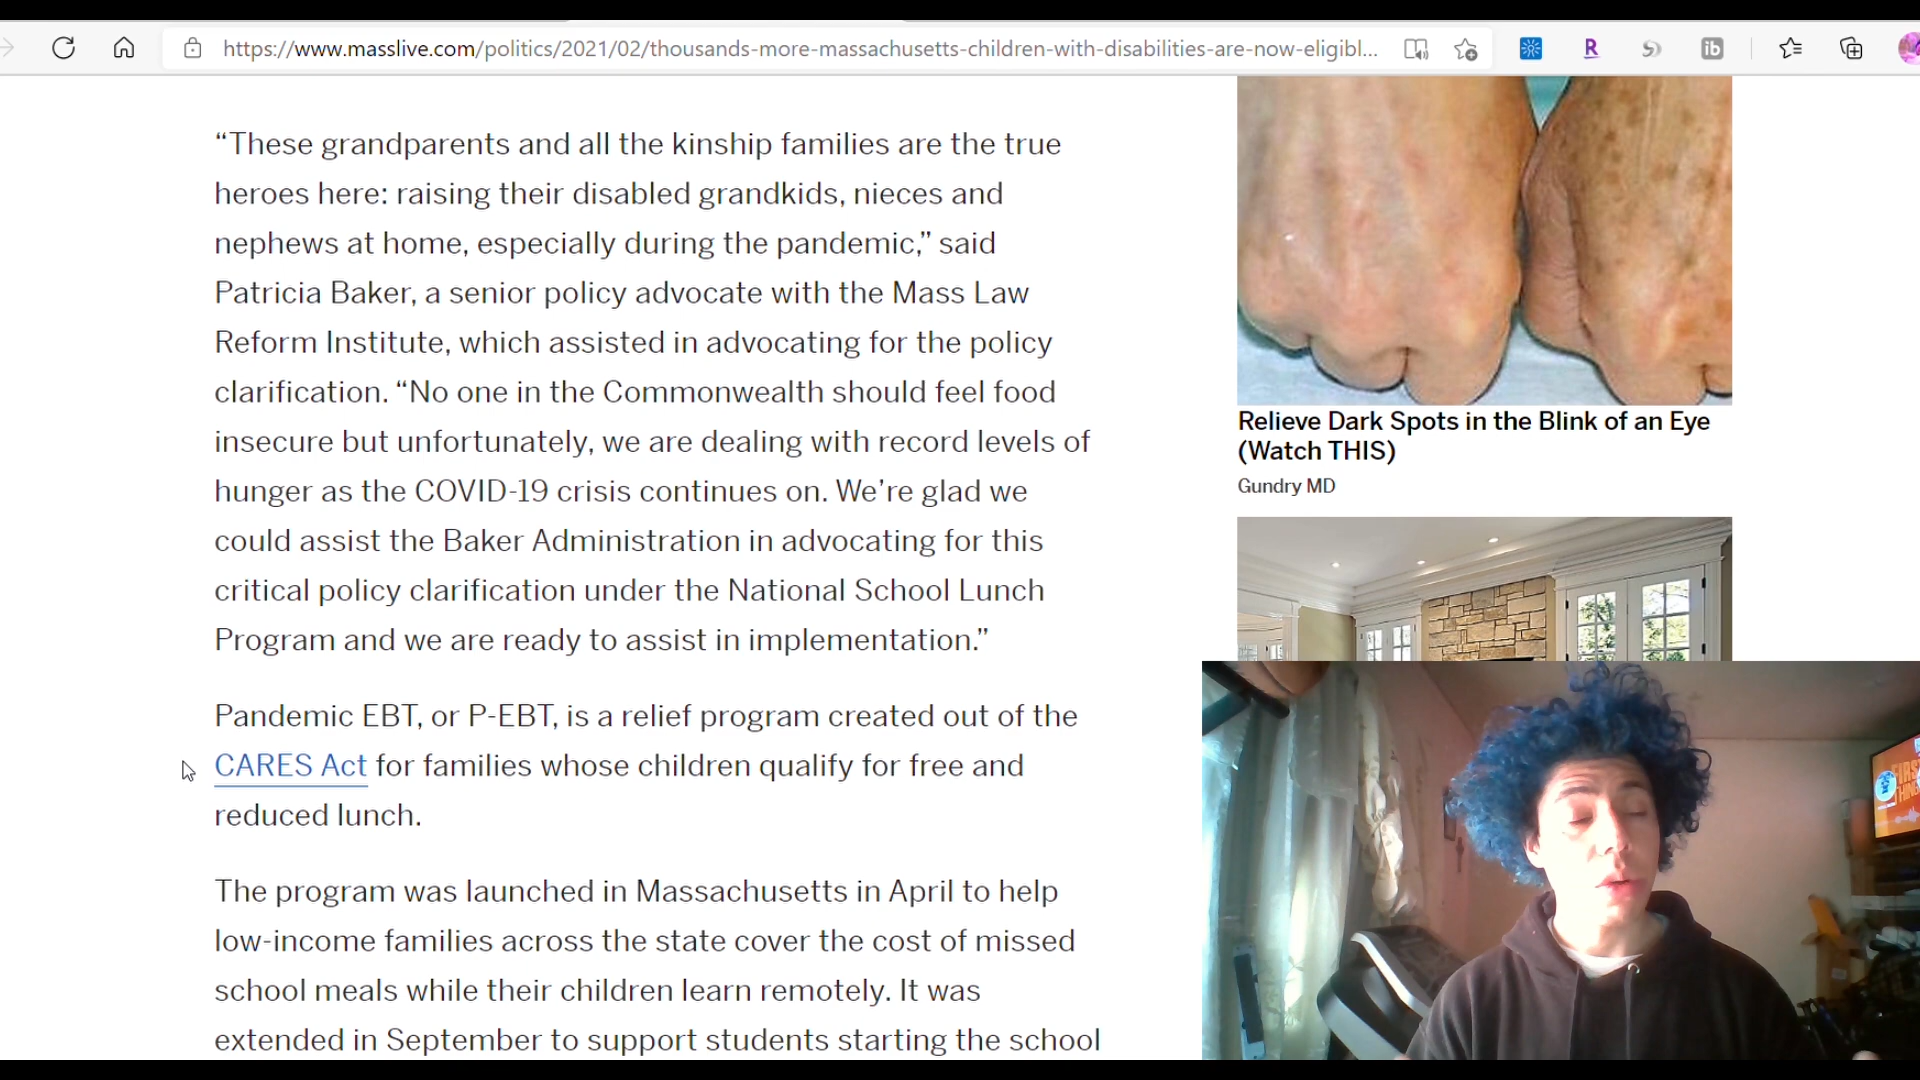 https://www.masslive.com/politics/2021/02/thousands-more-massachusetts-children-with-disabilities-are-now-eligibl...
R
ib
“These grandparents and all the kinship families are the true
heroes here: raising their disabled grandkids, nieces and
nephews at home, especially during the pandemic,” said
Patricia Baker, a senior policy advocate with the Mass Law
Reform Institute, which assisted in advocating for the policy
clarification. “No one in the Commonwealth should feel food
insecure but unfortunately, we are dealing with record levels of
hunger as the COVID-19 crisis continues on. We’re glad we
could assist the Baker Administration in advocating for this
critical policy clarification under the National School Lunch
Program and we are ready to assist in implementation.”
Pandemic EBT, or P-EBT, is a relief program created out of the
CARES Act for families whose children qualify for free and
reduced lunch.
The program was launched in Massachusetts in April to help
low-income families across the state cover the cost of missed
school meals while their children learn remotely. It was
extended in September to support students starting the school
Relieve Dark Spots in the Blink of an Eye
(Watch THIS)
Gundry MD